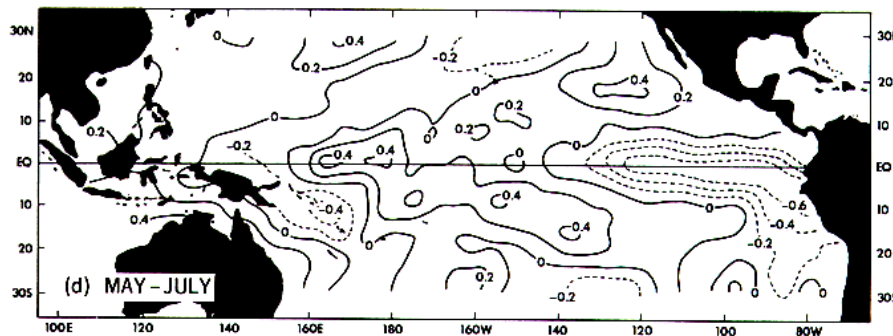 30N 0 0.4 30N
0.2 -0.2
20 0 0.4 20
0.2
10 0.2 10
0.2 0 0 0.2 0
-0.2
EQ 0.4 0.4 0 EQ
10 -0.4 0 -0.6 10
0.4 0.2 0 -0.4
0.4 -0.2
20 0 0 20
0.2 0
(d) MAY-JULY
30S -0.2 0 0 30S
100E 120 140 160E 180 160W 140 120 100 80W